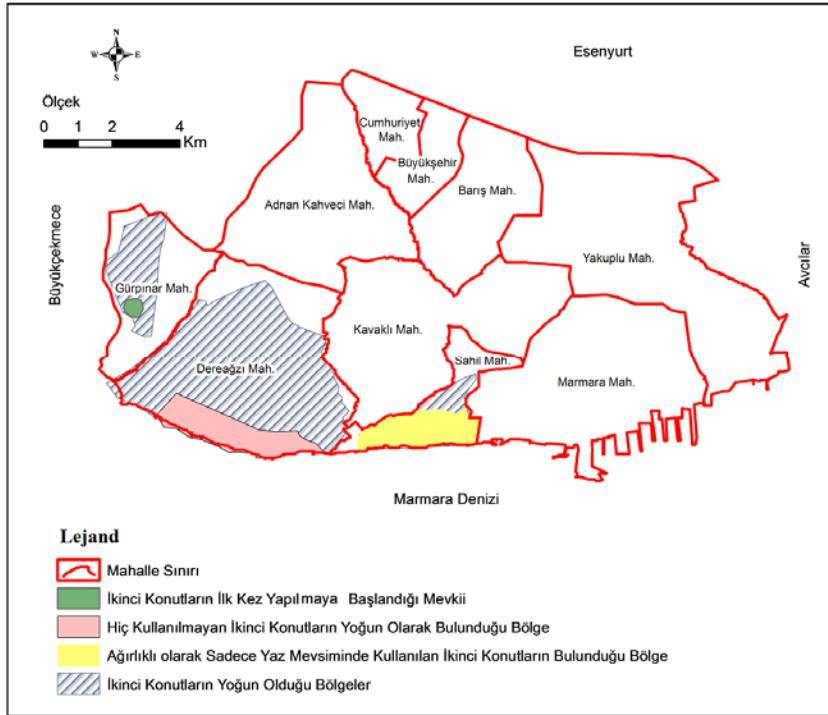 N
W E
S
Esenyurt
Ölçek
0 1 2 4
Km
Cumhuriyet
Mah.
Büyükşehir
Mah.
Barış Mah.
Adnan Kahveci Mah.
Büyükçekmece
Yakuplu Mah.
Avcılar
Gürpınar Mah.
Kavaklı Mah.
Sahil Mah.
Dereağzı Mah.
Marmara Mah.
Marmara Denizi
Lejand
Mahalle Sınırı
İkinci Konutların İlk Kez Yapılmaya Başlandığı Mevkii
Hiç Kullanılmayan İkinci Konutların Yoğun Olarak Bulunduğu Bölge
Ağırlıklı olarak Sadece Yaz Mevsiminde Kullanılan İkinci Konutların Bulunduğu Bölge
İkinci Konutların Yoğun Olduğu Bölgeler